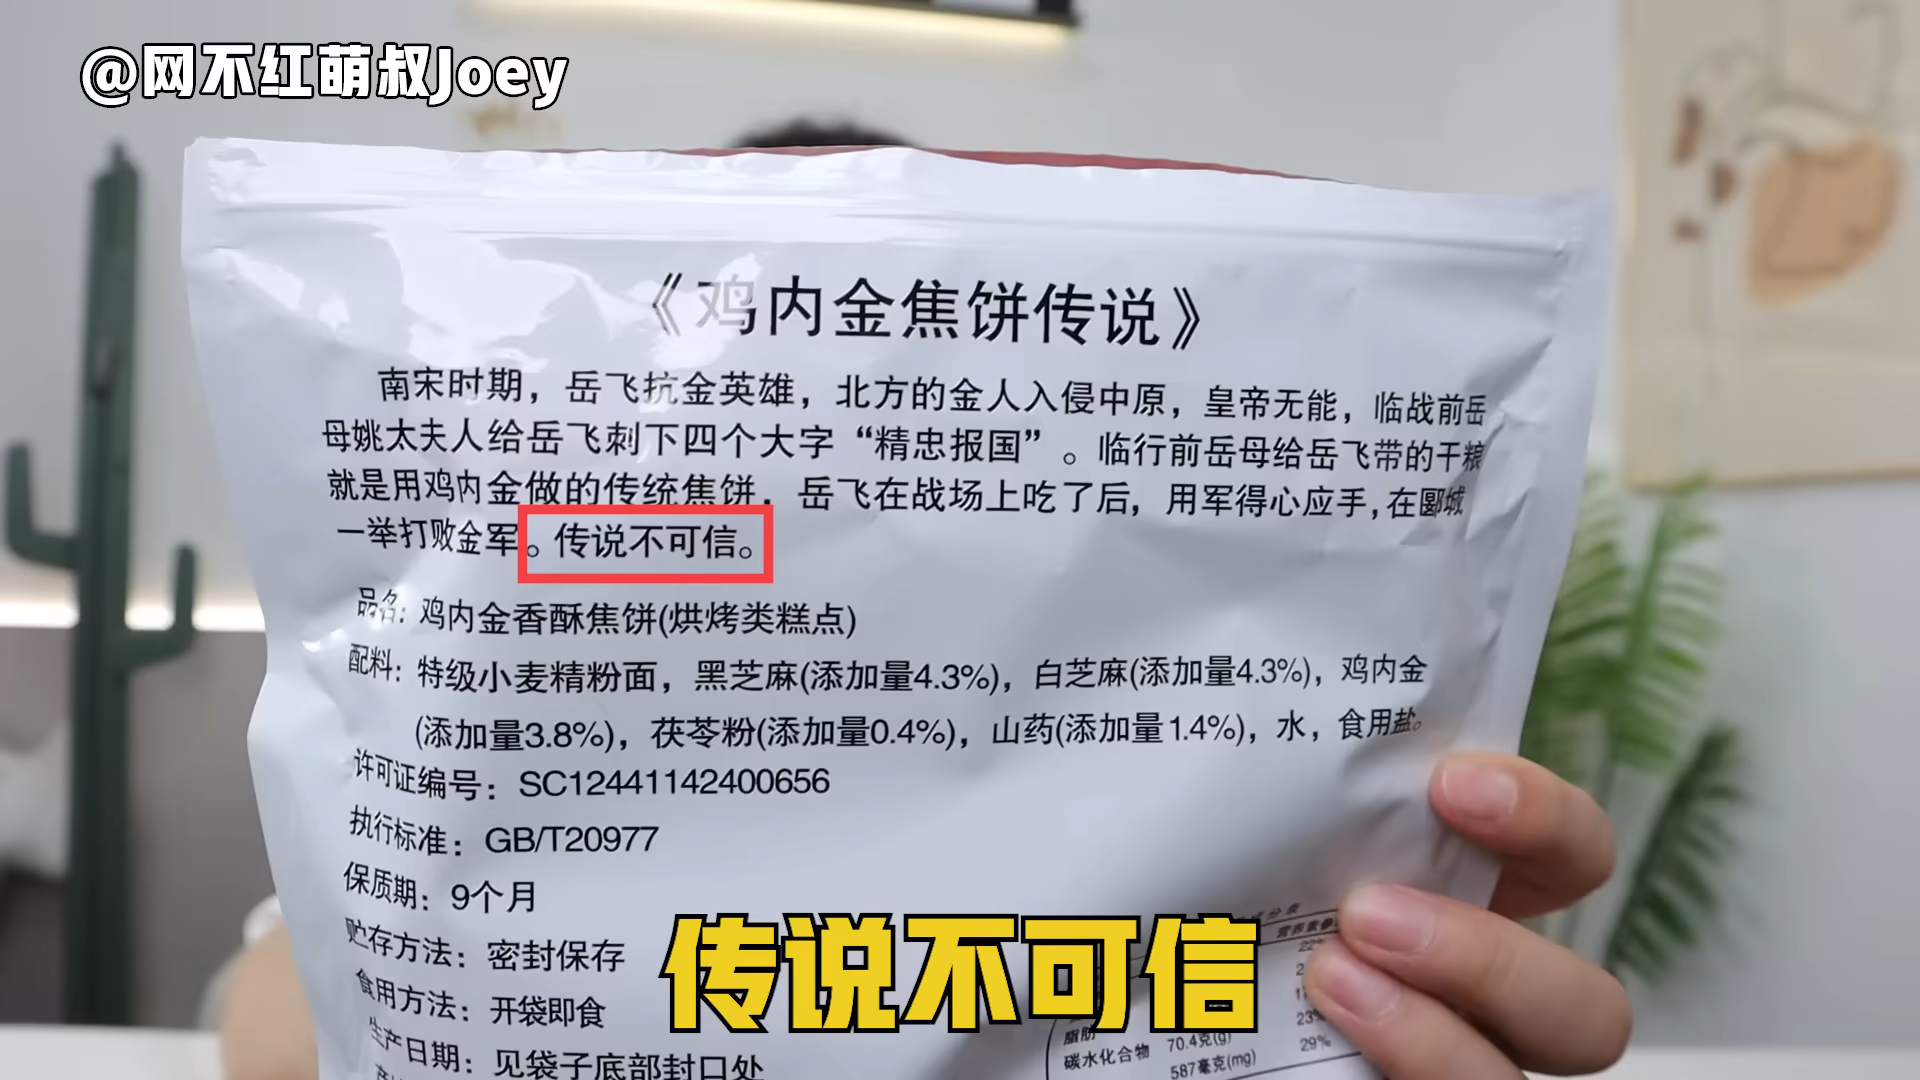 @网不红萌叔Joey
《鸡内金焦饼传说》
南宋时期，岳飞抗金英雄，北方的金人入侵中原，皇帝无能，临战前岳
母姚太夫人给岳飞刺下四个大字“精忠报国”。临行前岳母给岳飞带的干粮
就是用鸡内金做的传统焦饼，岳飞在战场上吃了后，用军得心应手,在郾城
一举打败金军。传说不可信。
品名：鸡内金香酥焦饼(烘烤类糕点)
配料：特级小麦精粉面，黑芝麻(添加量4.3%)，白芝麻(添加量4.3%)，鸡内金
(添加量3.8%)，茯苓粉(添加量0.4%)，山药(添加量1.4%)，水，食用盐。
许可证编号：SC12441142400656
执行标准：GB/T20977
保质期：9个月
贮存方法：密封保存
食用方法：开袋即食
生产日期：见袋子底部封口处
传说不可信
成分表
营养素参
22%
23%
脂肪
碳水化合物 70.4克(g)
587毫克(mg) 29%